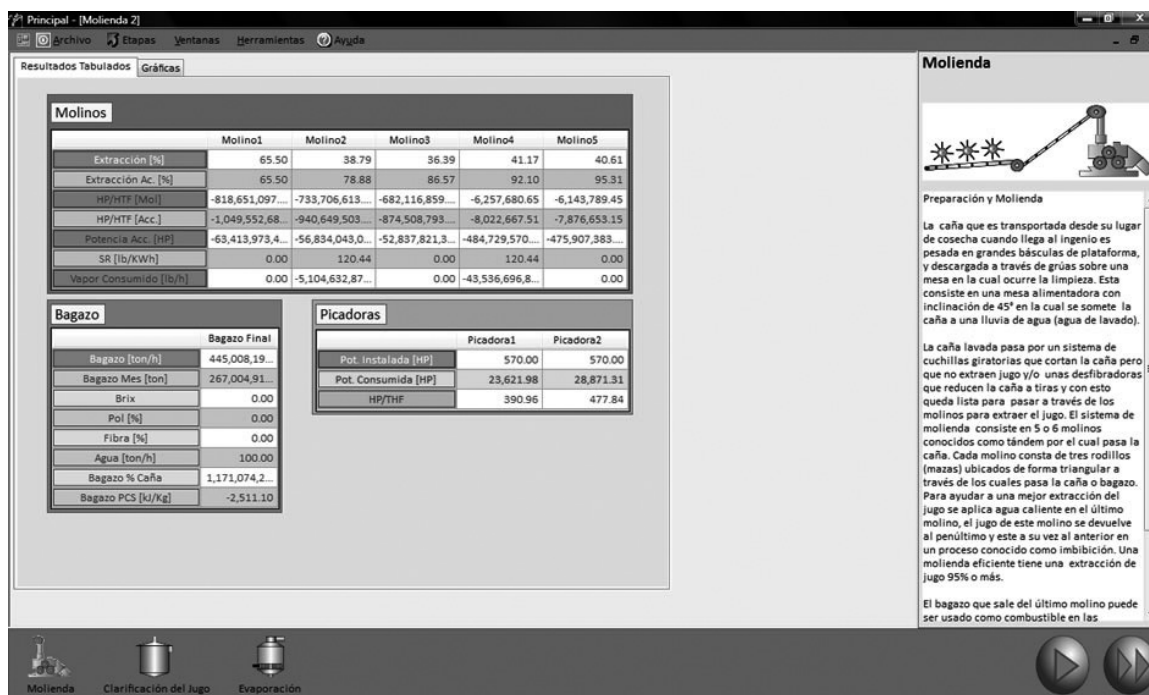 Principal - [Molienda 2]
Archivo Etapas Ventanas Herramientas Ayuda
Resultados Tabulados Gráficas
Molinos
Molino1 Molino2 Molino3 Molino4 Molino5
Extracción [%] 65.50 38.79 36.39 41.17 40.61
Extracción Ac. [%] 65.50 78.88 86.57 92.10 95.31
HP/HTF [Mol] -818,651,097.... -733,706,613.... -682,116,859.... -6,257,680.65 -6,143,789.45
HP/HTF [Acc.] -1,049,552,68... -940,649,503.... -874,508,793.... -8,022,667.51 -7,876,653.15
Potencia Acc. [HP] -63,413,973,4... -56,834,043,0... -52,837,821,3... -484,729,570.... -475,907,383....
SR [lb/KWh] 0.00 120.44 0.00 120.44 0.00
Vapor Consumido [lb/h] 0.00 -5,104,632,87... 0.00 -43,536,696,8... 0.00
Bagazo
Bagazo Final
Bagazo [ton/h] 445,008,19...
Bagazo Mes [ton] 267,004,91...
Brix 0.00
Pol [%] 0.00
Fibra [%] 0.00
Agua [ton/h] 100.00
Bagazo % Caña 1,171,074,2...
Bagazo PCS [kJ/Kg] -2,511.10
Picadoras
Picadora1 Picadora2
Pot. Instalada [HP] 570.00 570.00
Pot. Consumida [HP] 23,621.98 28,871.31
HP/THF 390.96 477.84
Molienda
Preparación y Molienda
La caña que es transportada desde su lugar
de cosecha cuando llega al ingenio es
pesada en grandes básculas de plataforma,
y descargada a través de grúas sobre una
mesa en la cual ocurre la limpieza. Esta
consiste en una mesa alimentadora con
inclinación de 45° en la cual se somete la
caña a una lluvia de agua (agua de lavado).
La caña lavada pasa por un sistema de
cuchillas giratorias que cortan la caña pero
que no extraen jugo y/o unas desfibradoras
que reducen la caña a tiras y con esto
queda lista para pasar a través de los
molinos para extraer el jugo. El sistema de
molienda consiste en 5 o 6 molinos
conocidos como tándem por el cual pasa la
caña. Cada molino consta de tres rodillos
(mazas) ubicados de forma triangular a
través de los cuales pasa la caña o bagazo.
Para ayudar a una mejor extracción del
jugo se aplica agua caliente en el último
molino, el jugo de este molino se devuelve
al penúltimo y este a su vez al anterior en
un proceso conocido como imbibición. Una
molienda eficiente tiene una extracción de
jugo 95% o más.
El bagazo que sale del último molino puede
ser usado como combustible en las
Molienda Clarificación del Jugo Evaporación